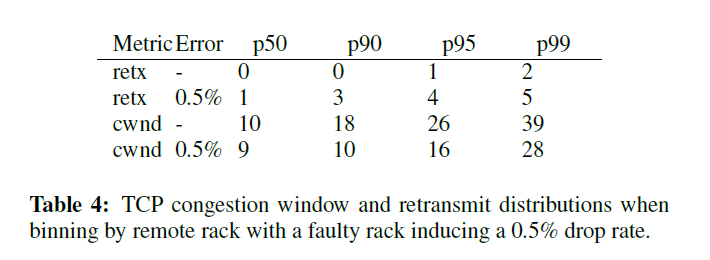 Metric Error p50 p90 p95 p99
retx - 0 0 1 2
retx 0.5% 1 3 4 5
cwnd - 10 18 26 39
cwnd 0.5% 9 10 16 28
Table 4: TCP congestion window and retransmit distributions when
binning by remote rack with a faulty rack inducing a 0.5% drop rate.